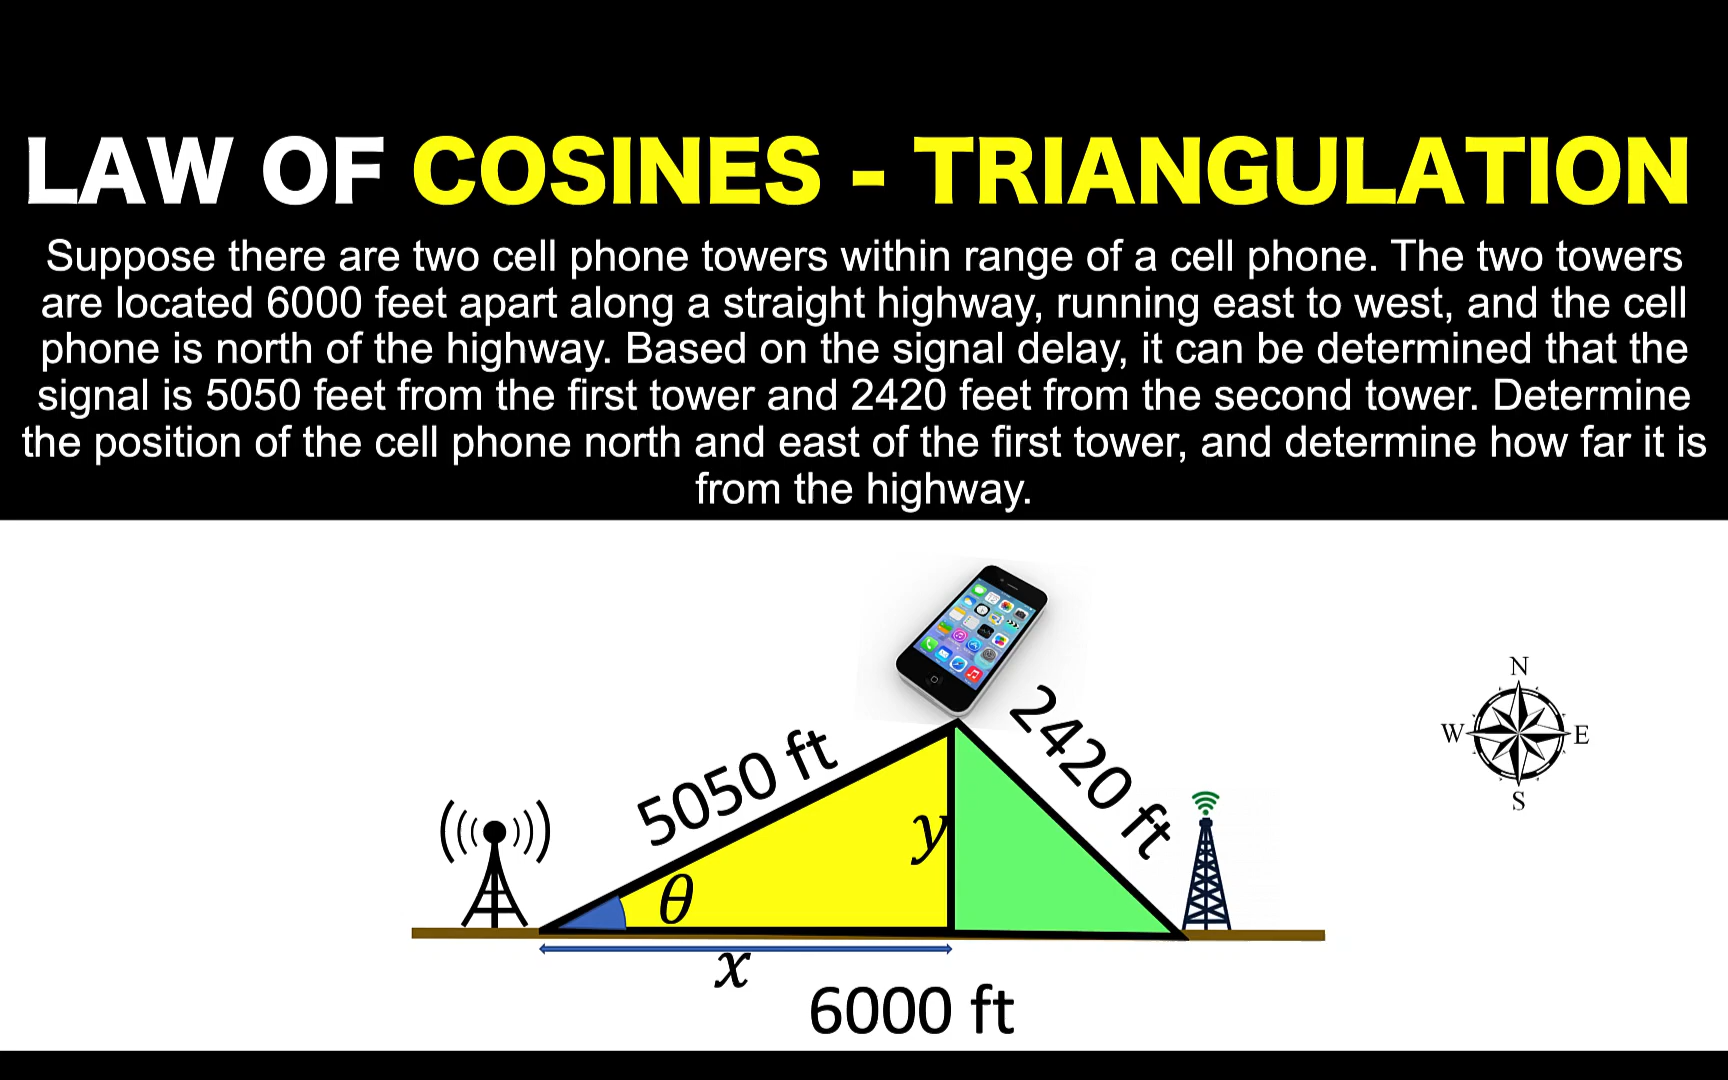 LAW OF COSINES - TRIANGULATION
Suppose there are two cell phone towers within range of a cell phone. The two towers
are located 6000 feet apart along a straight highway, running east to west, and the cell
phone is north of the highway. Based on the signal delay, it can be determined that the
signal is 5050 feet from the first tower and 2420 feet from the second tower. Determine
the position of the cell phone north and east of the first tower, and determine how far it is
from the highway.
N
W
E
S
5050 ft
2420 ft
y
θ
x
6000 ft